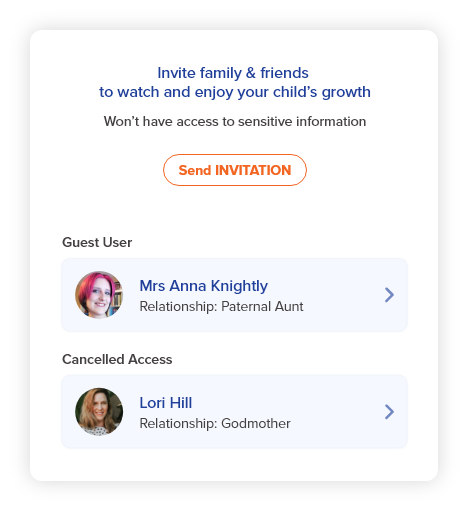 Invite family & friends
to watch and enjoy your child’s growth
Won’t have access to sensitive information
Send INVITATION
Guest User
Mrs Anna Knightly
Relationship: Paternal Aunt
Cancelled Access
Lori Hill
Relationship: Godmother